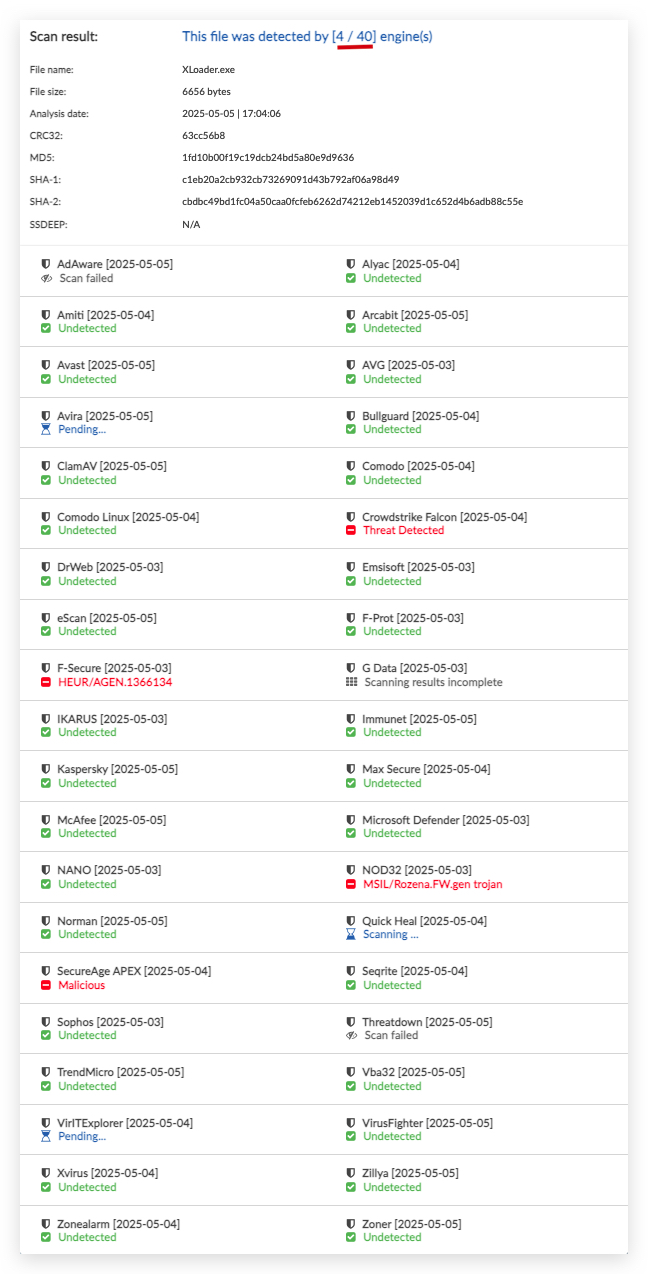 Scan result: This file was detected by [4 / 40] engine(s)
File name: XLoader.exe
File size: 6656 bytes
Analysis date: 2025-05-05 | 17:04:06
CRC32: 63cc56b8
MD5: 1fd10b00f19c19dcb24bd5a80e9d9636
SHA-1: c1eb20a2cb932cb73269091d43b792af06a98d49
SHA-2: cbdbc49bd1fc04a50caa0fcfeb6262d74212eb1452039d1c652d4b6adb88c55e
SSDEEP: N/A
AdAware [2025-05-05] Alyac [2025-05-04]
Scan failed Undetected
Amiti [2025-05-04] Arcabit [2025-05-05]
Undetected Undetected
Avast [2025-05-05] AVG [2025-05-03]
Undetected Undetected
Avira [2025-05-05] Bullguard [2025-05-04]
Pending... Undetected
ClamAV [2025-05-05] Comodo [2025-05-04]
Undetected Undetected
Comodo Linux [2025-05-04] Crowdstrike Falcon [2025-05-04]
Undetected Threat Detected
DrWeb [2025-05-03] Emsisoft [2025-05-03]
Undetected Undetected
eScan [2025-05-05] F-Prot [2025-05-03]
Undetected Undetected
F-Secure [2025-05-03] G Data [2025-05-03]
HEUR/AGEN.1366134 Scanning results incomplete
IKARUS [2025-05-03] Immunet [2025-05-05]
Undetected Undetected
Kaspersky [2025-05-05] Max Secure [2025-05-04]
Undetected Undetected
McAfee [2025-05-05] Microsoft Defender [2025-05-03]
Undetected Undetected
NANO [2025-05-03] NOD32 [2025-05-03]
Undetected MSIL/Rozena.FW.gen trojan
Norman [2025-05-05] Quick Heal [2025-05-04]
Undetected Scanning ...
SecureAge APEX [2025-05-04] Seqrite [2025-05-04]
Malicious Undetected
Sophos [2025-05-03] Threatdown [2025-05-05]
Undetected Scan failed
TrendMicro [2025-05-05] Vba32 [2025-05-05]
Undetected Undetected
VirITExplorer [2025-05-04] VirusFighter [2025-05-05]
Pending... Undetected
Xvirus [2025-05-04] Zillya [2025-05-05]
Undetected Undetected
Zonealarm [2025-05-04] Zoner [2025-05-05]
Undetected Undetected